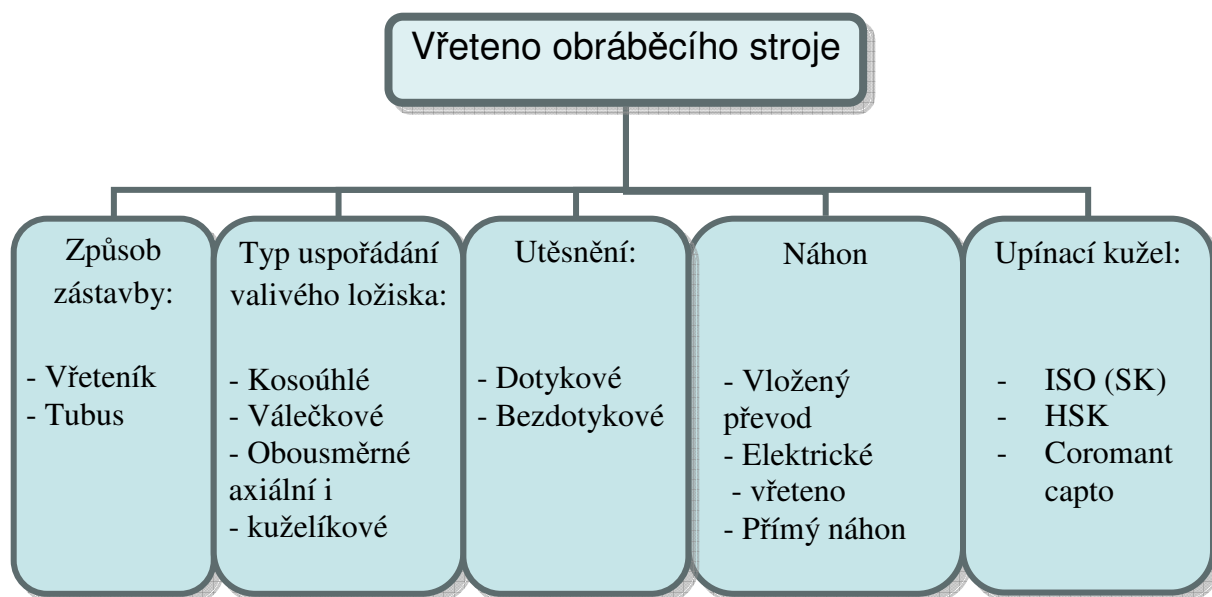 Vřeteno obráběcího stroje
Způsob
zástavby:
- Vřeteník
- Tubus
Typ uspořádání
valivého ložiska:
- Kosoúhlé
- Válečkové
- Obousměrné
axiální i
- kuželíkové
Utěsnění:
- Dotykové
- Bezdotykové
Náhon
- Vložený
převod
- Elektrické
- vřeteno
- Přímý náhon
Upínací kužel:
- ISO (SK)
- HSK
- Coromant
capto